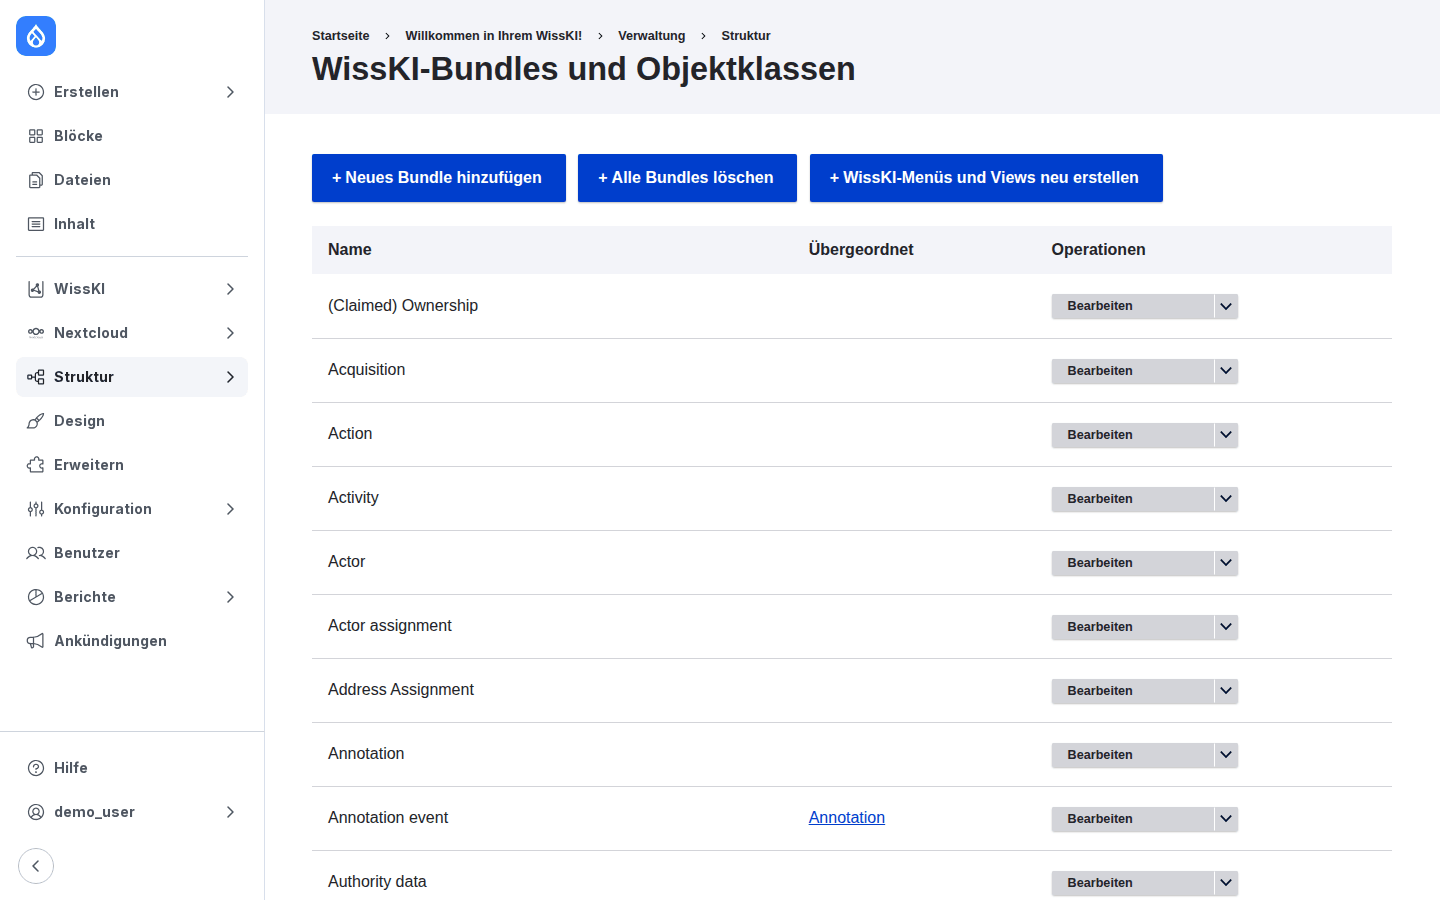 Startseite > Willkommen in Ihrem WissKI! > Verwaltung > Struktur
WissKI-Bundles und Objektklassen
Erstellen
Blöcke
Dateien
Inhalt
WissKI
Nextcloud
Struktur
Design
Erweitern
Konfiguration
Benutzer
Berichte
Ankündigungen
Hilfe
demo_user
+ Neues Bundle hinzufügen + Alle Bundles löschen + WissKI-Menüs und Views neu erstellen
Name Übergeordnet Operationen
(Claimed) Ownership Bearbeiten
Acquisition Bearbeiten
Action Bearbeiten
Activity Bearbeiten
Actor Bearbeiten
Actor assignment Bearbeiten
Address Assignment Bearbeiten
Annotation Bearbeiten
Annotation event Annotation Bearbeiten
Authority data Bearbeiten